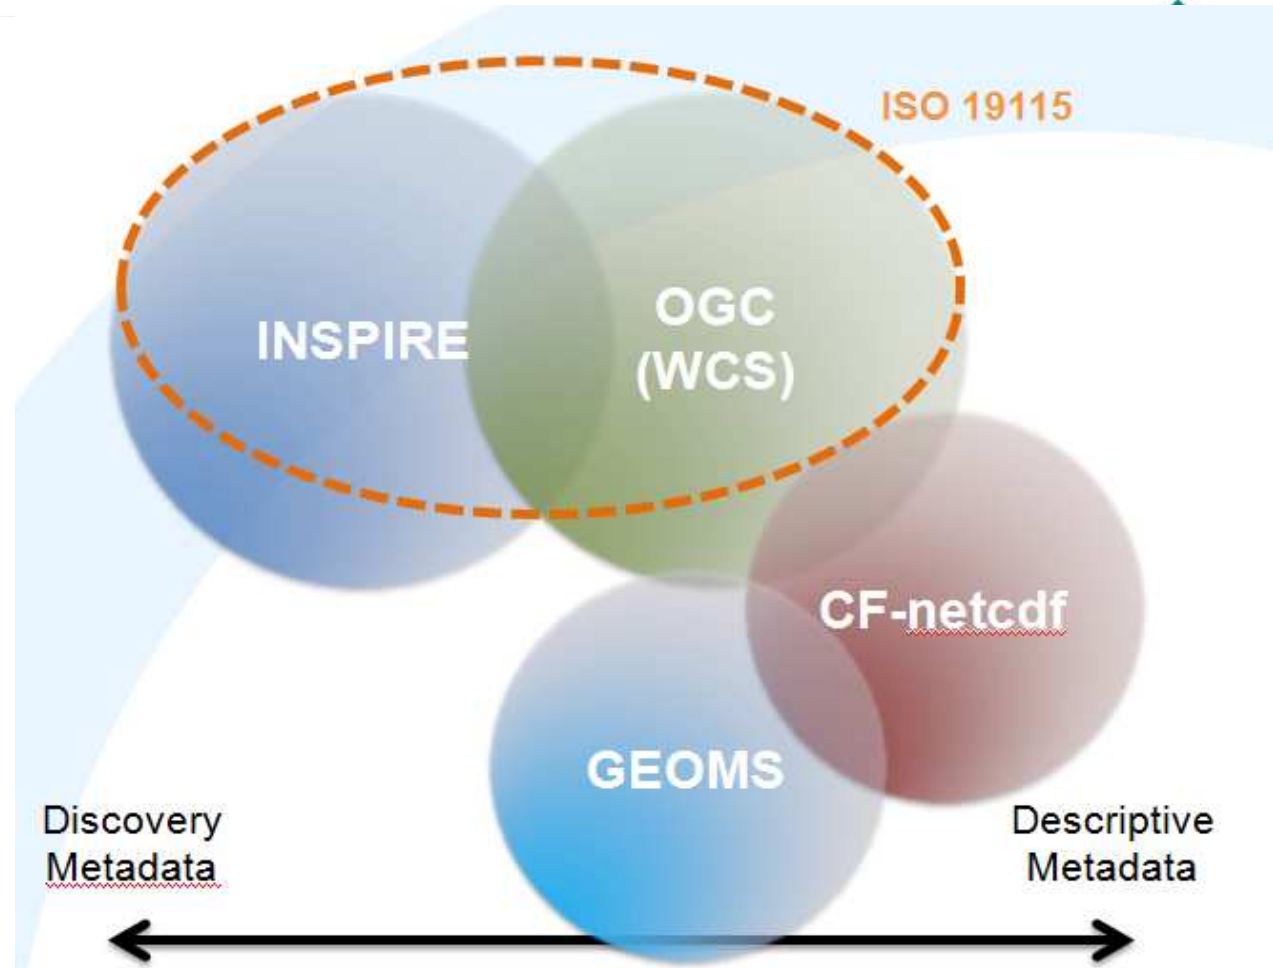 ISO 19115
INSPIRE
OGC
(WCS)
CF-netcdf
GEOMS
Discovery
Metadata
Descriptive
Metadata